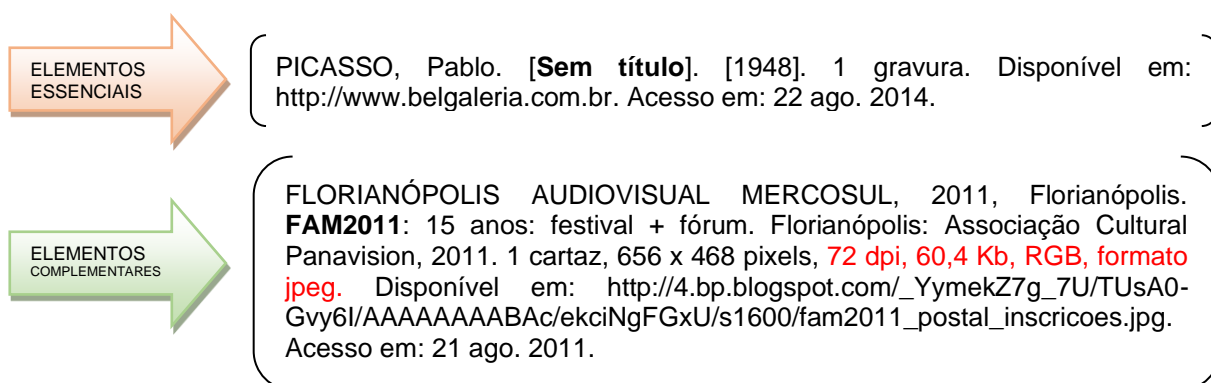 ELEMENTOS
ESSENCIAIS
PICASSO, Pablo. [Sem título]. [1948]. 1 gravura. Disponível em:
http://www.belgaleria.com.br. Acesso em: 22 ago. 2014.
ELEMENTOS
COMPLEMENTARES
FLORIANÓPOLIS AUDIOVISUAL MERCOSUL, 2011, Florianópolis.
FAM2011: 15 anos: festival + fórum. Florianópolis: Associação Cultural
Panavision, 2011. 1 cartaz, 656 x 468 pixels, 72 dpi, 60,4 Kb, RGB, formato
jpeg. Disponível em: http://4.bp.blogspot.com/_YymekZ7g_7U/TUsA0-
Gvy6I/AAAAAAAABAc/ekciNgFGxU/s1600/fam2011_postal_inscricoes.jpg.
Acesso em: 21 ago. 2011.